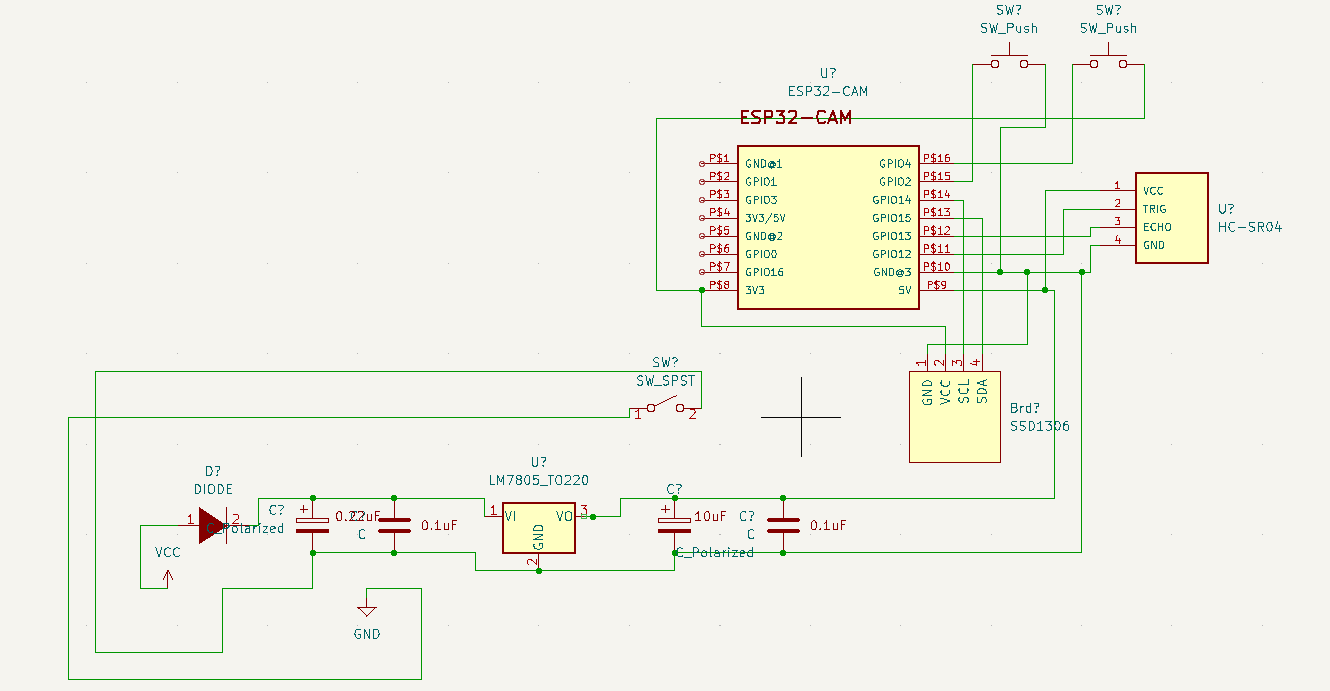 SW?
SW_Push
SW?
SW_Push
U?
ESP32-CAM
ESP32-CAM
P$1
GND@1
P$2
GPIO1
P$3
GPIO3
P$4
3V3/5V
P$5
GND@2
P$6
GPIO0
P$7
GPIO16
P$8
3V3
GPIO4
P$16
GPIO2
P$15
GPIO14
P$14
GPIO15
P$13
GPIO13
P$12
GPIO12
P$11
GND@3
P$10
5V
P$9
1
VCC
2
TRIG
3
ECHO
4
GND
U?
HC-SR04
SW?
SW_SPST
1
2
1
2
3
4
GND
VCC
SCL
SDA
Brd?
SSD1306
D?
DIODE
1
2
VCC
C?
C_Polarized
+
C?
C
0.1uF
U?
LM7805_TO220
1
VI
VO
3
GND
2
C?
+
10uF
C_Polarized
C?
C
0.1uF
GND